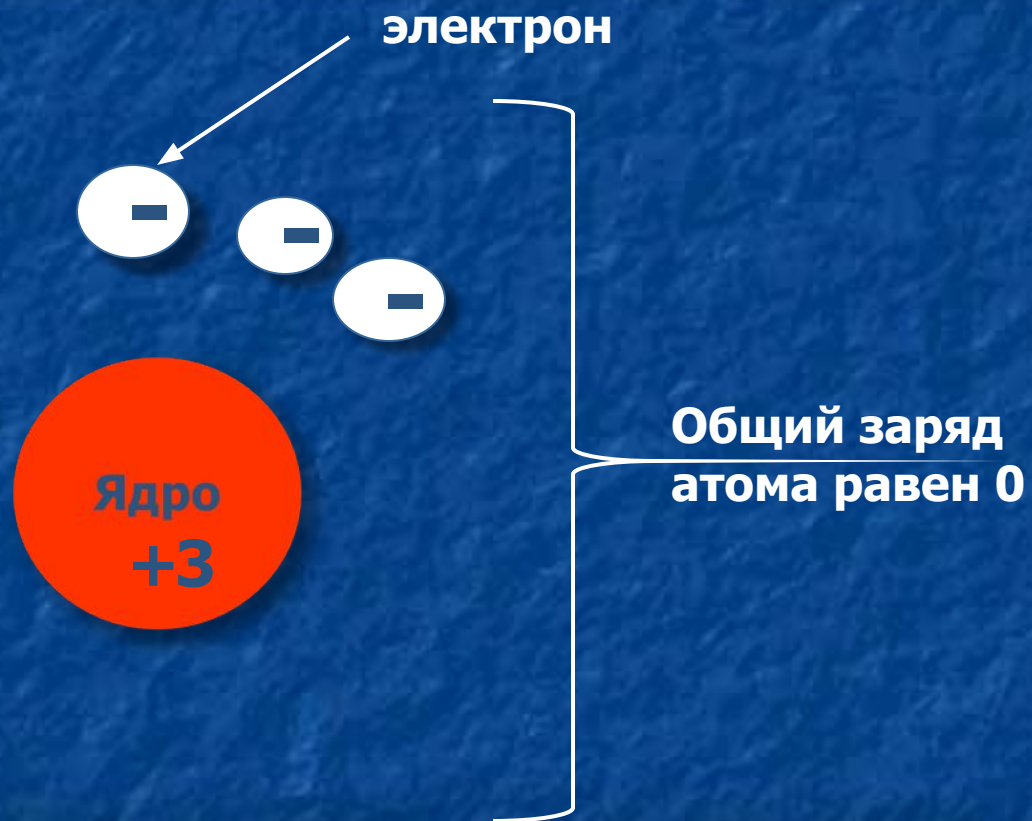 электрон
-
-
-
Ядро
+3
Общий заряд
атома равен 0